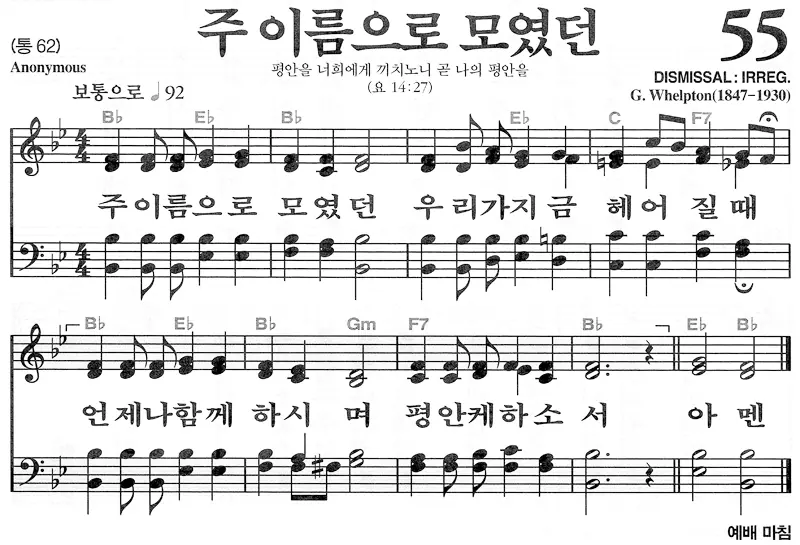 주 이름으로 모였던
55
(통 62)
Anonymous
평안을 너희에게 끼치노니 곧 나의 평안을
(요 14:27)
DISMISSAL : IRREG.
G. Whelpton(1847-1930)
보통으로 ♩92
B♭ E♭ B♭ E♭ C F7
주 이름으로 모였던 우리가지금 헤어 질때
B♭ E♭ B♭ Gm F7 B♭ E♭ B♭
언제나함께 하시 며 평안케하소서 아멘
예배 마침